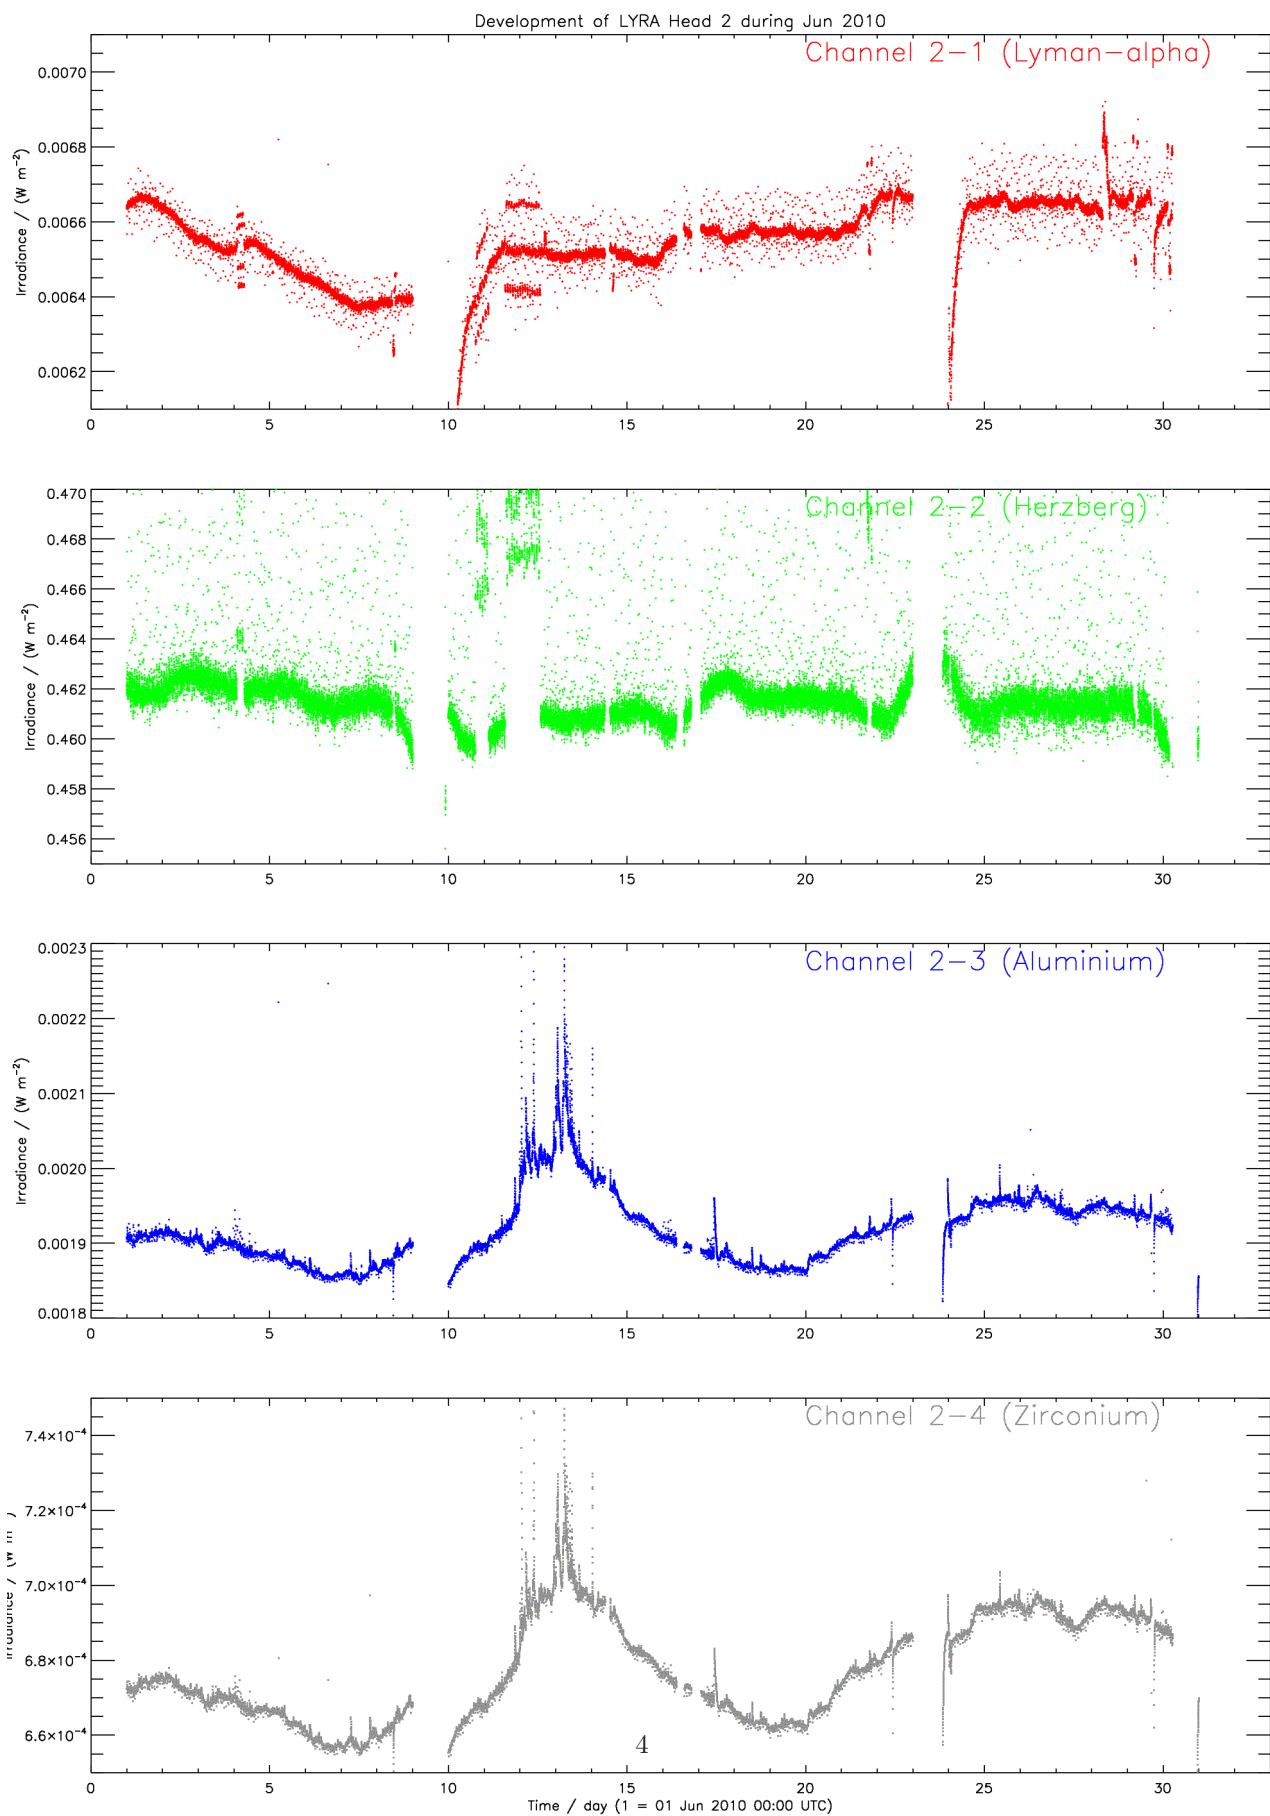 Development of LYRA Head 2 during Jun 2010
Channel 2-1 (Lyman-alpha)
Irradiance / (W m⁻²)
0.0070
0.0068
0.0066
0.0064
0.0062
0 5 10 15 20 25 30
Channel 2-2 (Herzberg)
Irradiance / (W m⁻²)
0.470
0.468
0.466
0.464
0.462
0.460
0.458
0.456
0 5 10 15 20 25 30
Channel 2-3 (Aluminium)
Irradiance / (W m⁻²)
0.0023
0.0022
0.0021
0.0020
0.0019
0.0018
0 5 10 15 20 25 30
Channel 2-4 (Zirconium)
Irradiance / (W m
7.4×10⁻⁴
7.2×10⁻⁴
7.0×10⁻⁴
6.8×10⁻⁴
6.6×10⁻⁴
4
0 5 10 15 20 25 30
Time / day (1 = 01 Jun 2010 00:00 UTC)